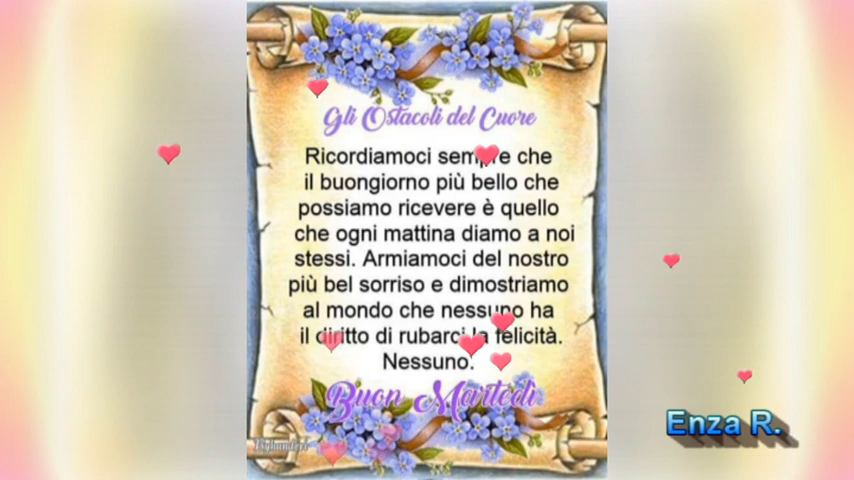 Gli Ostacoli del Cuore
Ricordiamoci sempre che
il buongiorno più bello che
possiamo ricevere è quello
che ogni mattina diamo a noi
stessi. Armiamoci del nostro
più bel sorriso e dimostriamo
al mondo che nessuno ha
il diritto di rubarci la felicità.
Nessuno.
Buon Martedì
Enza R.